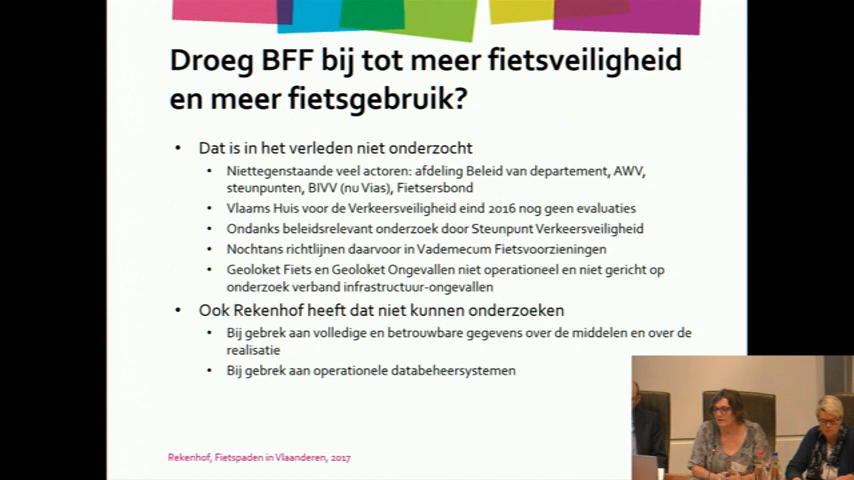 Droeg BFF bij tot meer fietsveiligheid
en meer fietsgebruik?
• Dat is in het verleden niet onderzocht
• Niettegenstaande veel actoren: afdeling Beleid van departement, AWV,
steunpunten, BIVV (nu Vias), Fietsersbond
• Vlaams Huis voor de Verkeersveiligheid eind 2016 nog geen evaluaties
• Ondanks beleidsrelevant onderzoek door Steunpunt Verkeersveiligheid
• Nochtans richtlijnen daarvoor in Vademecum Fietsvoorzieningen
• Geoloket Fiets en Geoloket Ongevallen niet operationeel en niet gericht op
onderzoek verband infrastructuur-ongevallen
• Ook Rekenhof heeft dat niet kunnen onderzoeken
• Bij gebrek aan volledige en betrouwbare gegevens over de middelen en over de
realisatie
• Bij gebrek aan operationele databeheersystemen
Rekenhof, Fietspaden in Vlaanderen, 2017